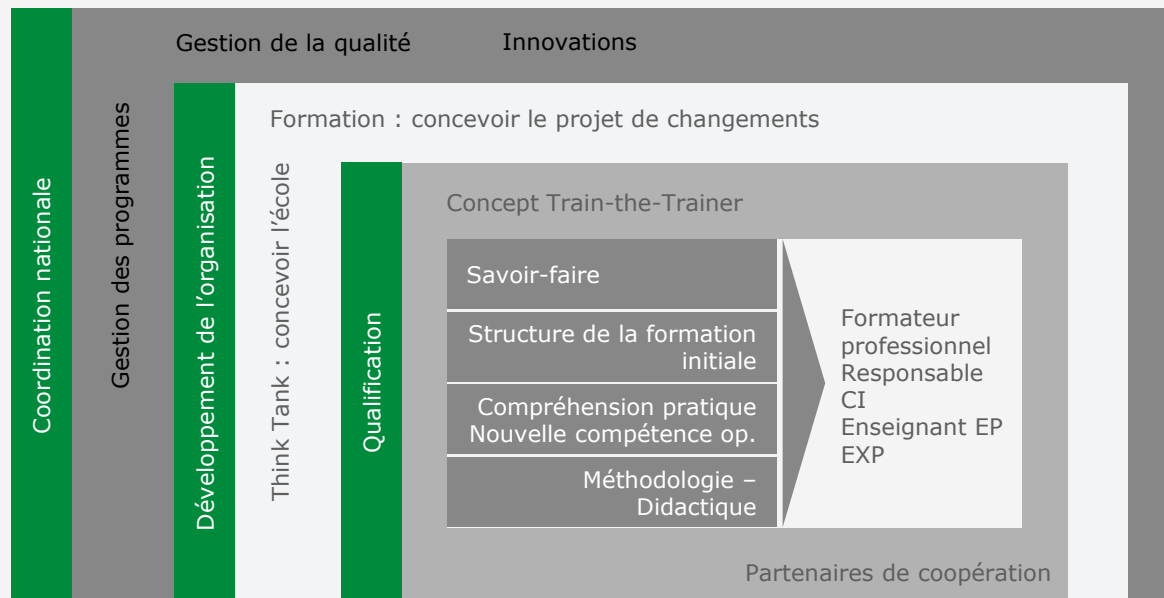 Gestion de la qualité
Innovations
Coordination nationale
Gestion des programmes
Développement de l'organisation
Formation : concevoir le projet de changements
Think Tank : concevoir l'école
Qualification
Concept Train-the-Trainer
Savoir-faire
Structure de la formation
initiale
Compréhension pratique
Nouvelle compétence op.
Méthodologie –
Didactique
Formateur
professionnel
Responsable
CI
Enseignant EP
EXP
Partenaires de coopération